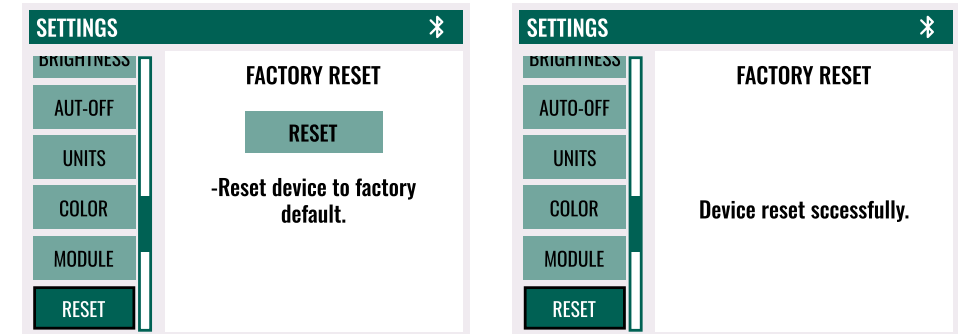 SETTINGS
BRIGHTNESS
AUT-OFF
UNITS
COLOR
MODULE
RESET
FACTORY RESET
RESET
-Reset device to factory
default.
SETTINGS
BRIGHTNESS
AUTO-OFF
UNITS
COLOR
MODULE
RESET
FACTORY RESET
Device reset sccessfully.